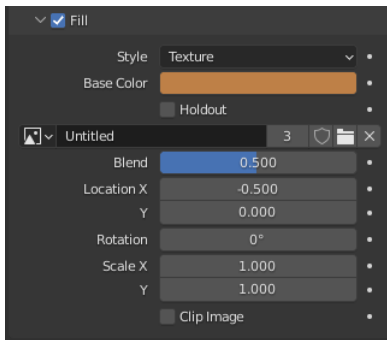 Fill
Style Texture
Base Color
Holdout
Untitled 3
Blend 0.500
Location X -0.500
Y 0.000
Rotation 0°
Scale X 1.000
Y 1.000
Clip Image